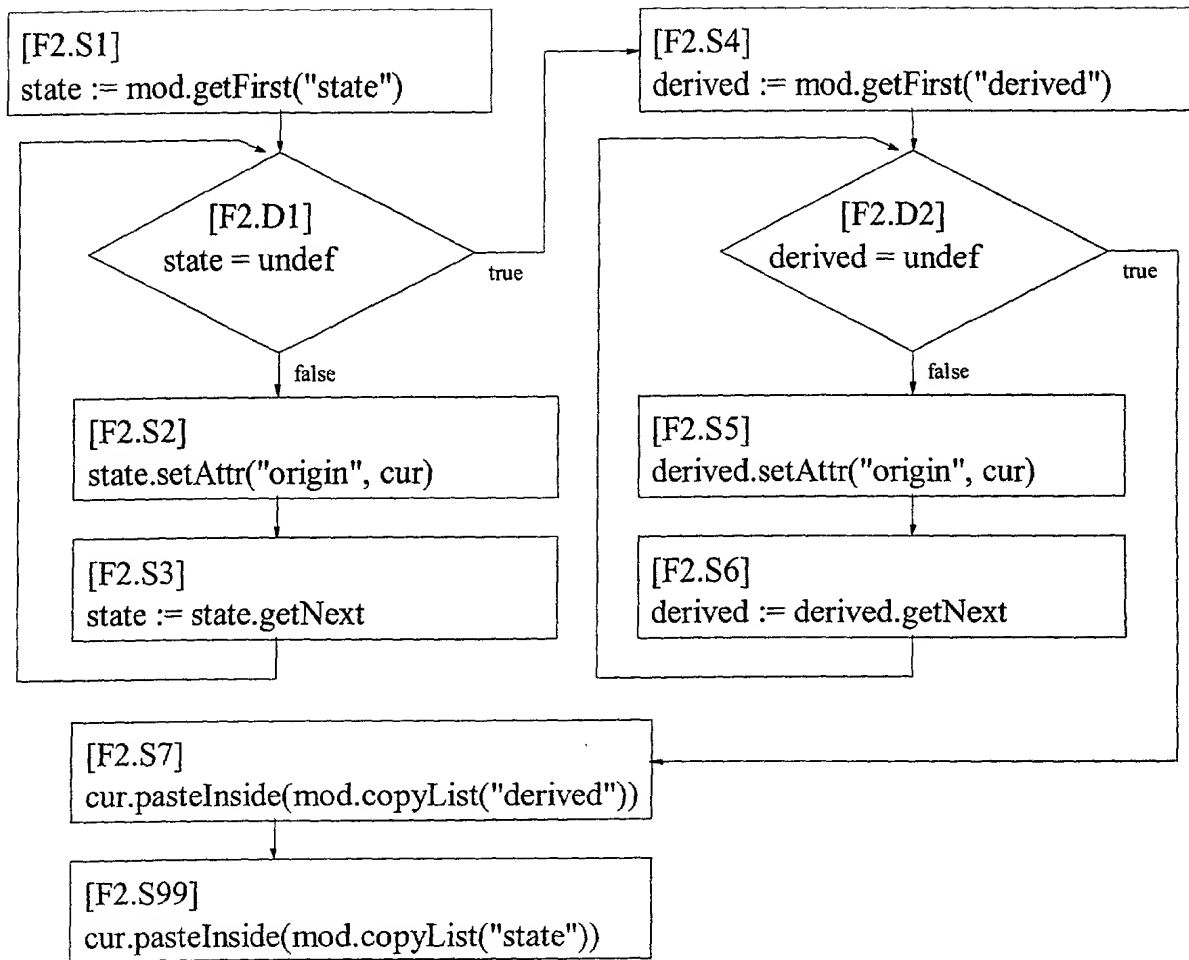 [F2.S1]
state := mod.getFirst("state")
[F2.D1]
state = undef
true
false
[F2.S2]
state.setAttr("origin", cur)
[F2.S3]
state := state.getNext
[F2.S4]
derived := mod.getFirst("derived")
[F2.D2]
derived = undef
true
false
[F2.S5]
derived.setAttr("origin", cur)
[F2.S6]
derived := derived.getNext
[F2.S7]
cur.pasteInside(mod.copyList("derived"))
[F2.S99]
cur.pasteInside(mod.copyList("state"))